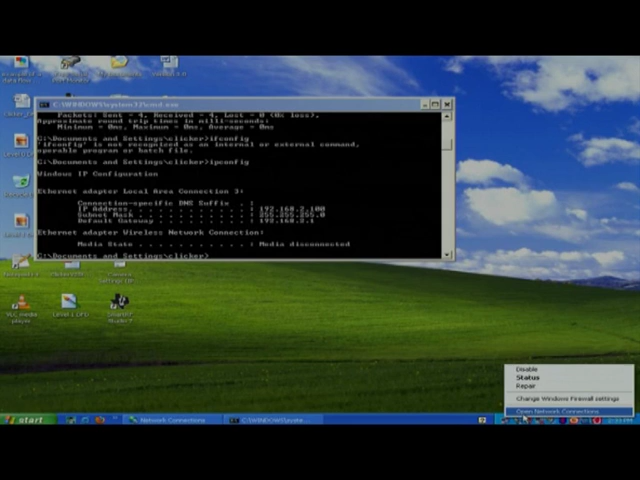 C:\WINDOWS\system32\cmd.exe
Packets: Sent = 4, Received = 4, Lost = 0 (0% loss),
Approximate round trip times in milli-seconds:
Minimum = 0ms, Maximum = 0ms, Average = 0ms
C:\Documents and Settings\clicker>ifconfig
'ifconfig' is not recognized as an internal or external command,
operable program or batch file.
C:\Documents and Settings\clicker>ipconfig
Windows IP Configuration
Ethernet adapter Local Area Connection 3:
Connection-specific DNS Suffix . :
IP Address. . . . . . . . . . . . : 192.168.2.100
Subnet Mask . . . . . . . . . . . : 255.255.255.0
Default Gateway . . . . . . . . . : 192.168.2.1
Ethernet adapter Wireless Network Connection:
Media State . . . . . . . . . . . : Media disconnected
C:\Documents and Settings\clicker>
VLC media
player
Level-1 DFD
Disable
Status
Repair
Change Windows Firewall settings
Open Network Connections
start
Network Connections
C:\WINDOWS\syste...